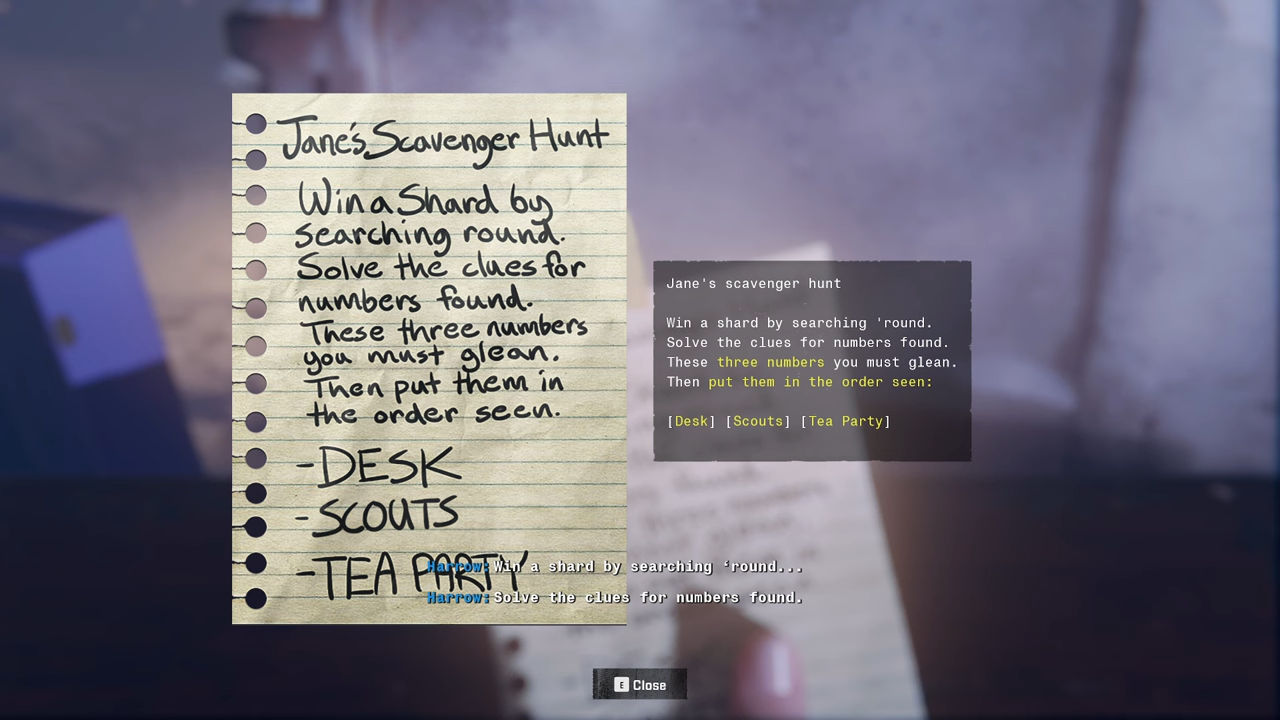 Jane's Scavenger Hunt
Win a Shard by
searching round.
Solve the clues for
numbers found.
These three numbers
you must glean.
Then put them in
the order seen.
-DESK
-SCOUTS
-TEA PARTY
Jane's scavenger hunt
Win a shard by searching 'round.
Solve the clues for numbers found.
These three numbers you must glean.
Then put them in the order seen:
[Desk] [Scouts] [Tea Party]
Harrow: Win a shard by searching ‘round...
Harrow: Solve the clues for numbers found.
E Close